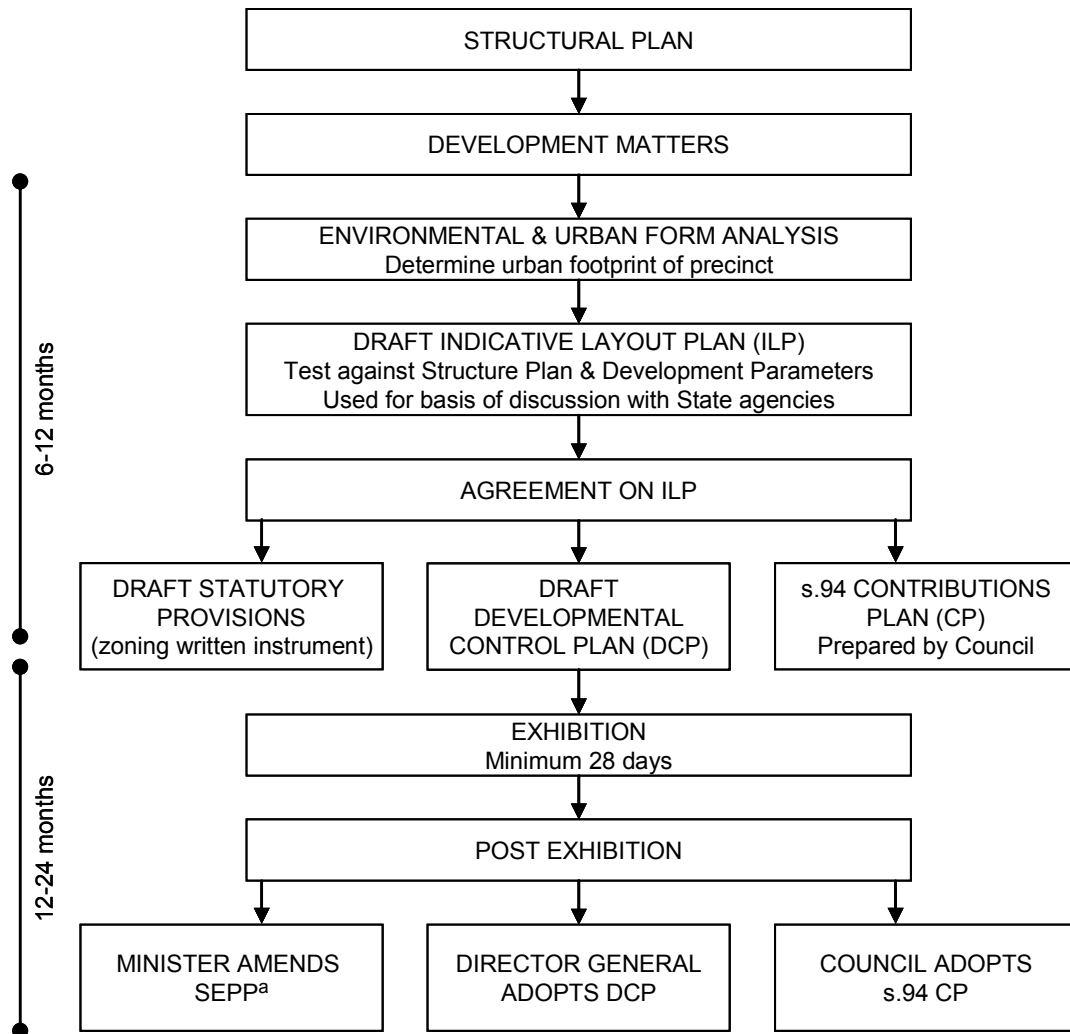 STRUCTURAL PLAN
DEVELOPMENT MATTERS
ENVIRONMENTAL & URBAN FORM ANALYSIS
Determine urban footprint of precinct
DRAFT INDICATIVE LAYOUT PLAN (ILP)
Test against Structure Plan & Development Parameters
Used for basis of discussion with State agencies
6-12 months
AGREEMENT ON ILP
DRAFT STATUTORY
PROVISIONS
(zoning written instrument)
DRAFT
DEVELOPMENTAL
CONTROL PLAN (DCP)
s.94 CONTRIBUTIONS
PLAN (CP)
Prepared by Council
EXHIBITION
Minimum 28 days
12-24 months
POST EXHIBITION
MINISTER AMENDS
SEPPa
DIRECTOR GENERAL
ADOPTS DCP
COUNCIL ADOPTS
s.94 CP